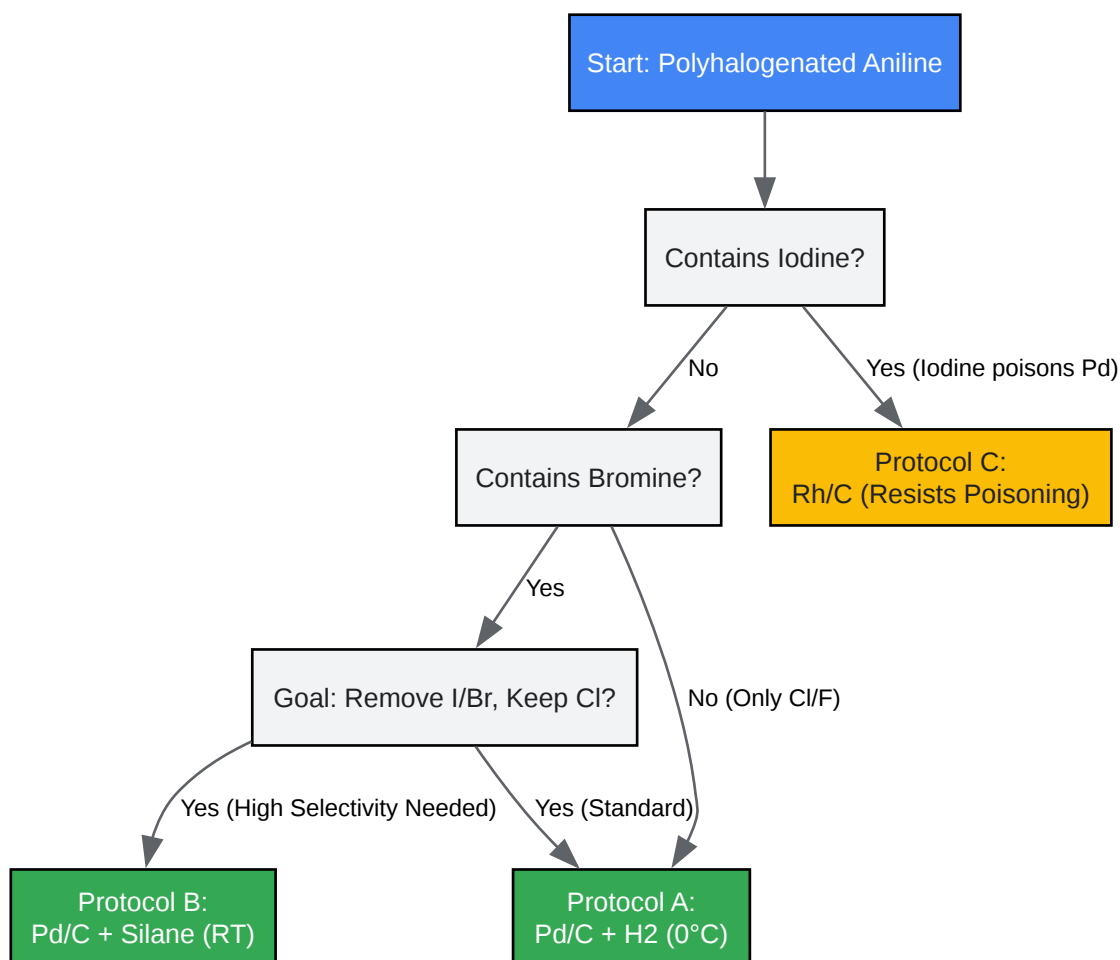 Start: Polyhalogenated Aniline
Contains Iodine?
No
Yes (Iodine poisons Pd)
Contains Bromine?
Protocol C:
Rh/C (Resists Poisoning)
Yes
Goal: Remove I/Br, Keep Cl?
No (Only Cl/F)
Yes (High Selectivity Needed)
Yes (Standard)
Protocol B:
Pd/C + Silane (RT)
Protocol A:
Pd/C + H2 (0°C)